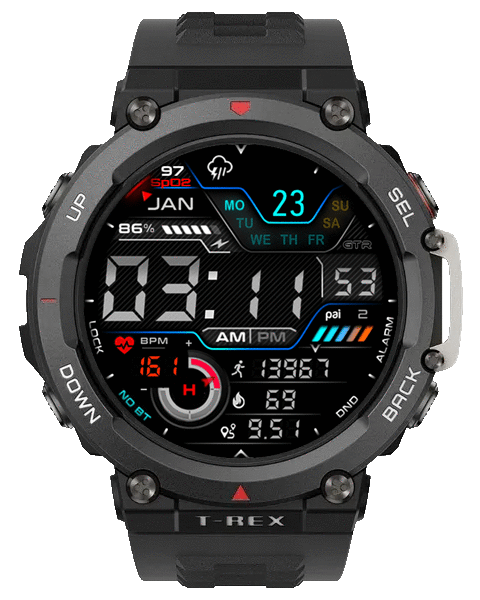 97
SpO2
JAN
MO
TU
WE TH FR
SA
SU
23
86%
GTR
03:11
53
AM PM
pai 2
BPM
+
161
-
H
13967
69
9.51
NO BT
DND
LOCK
ALARM
UP
SEL
DOWN
BACK
T-REX